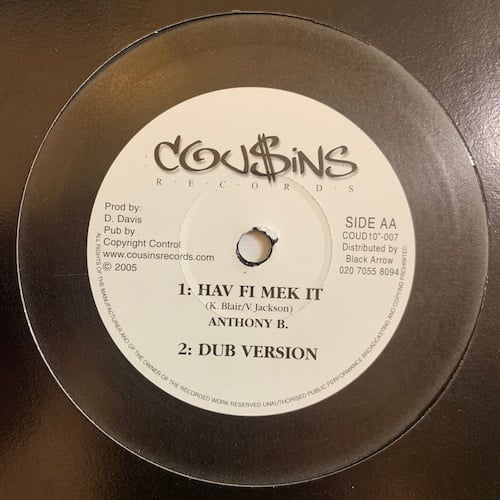 COU$iNS
R·E·C·O·R·D·S
Prod by:
D. Davis
Pub by
Copyright Control
www.cousinsrecords.com
© 2005
SIDE AA
COUD10"-007
Distributed by
Black Arrow
020 7055 8094
1: HAV FI MEK IT
(K. Blair/V Jackson)
ANTHONY B.
2: DUB VERSION
ALL RIGHTS OF THE MANUFACTURER AND OF THE OWNER OF THE RECORDED WORK RESERVED UNAUTHORISED PUBLIC PERFORMANCE BROADCASTING AND COPYING PROHIBITED.